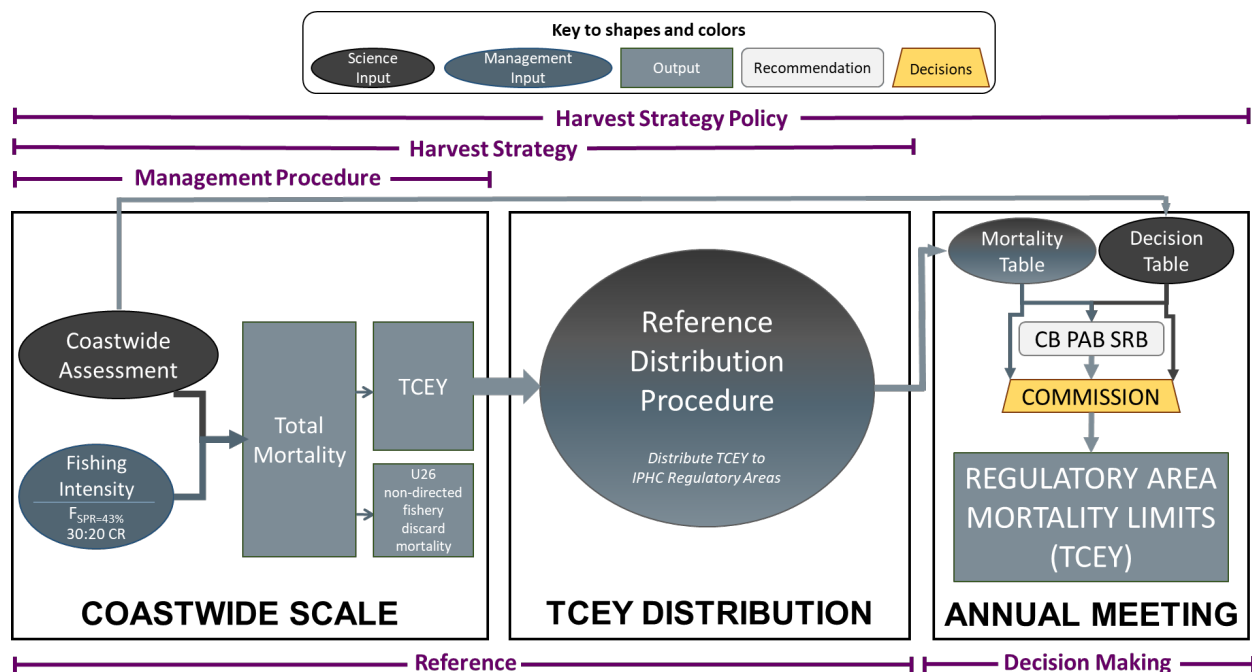 Key to shapes and colors
Science
Input
Management
Input
Output
Recommendation
Decisions
Harvest Strategy Policy
Harvest Strategy
Management Procedure
Coastwide
Assessment
Fishing
Intensity
F_SPR=43%
30:20 CR
Total
Mortality
TCEY
U26
non-directed
fishery
discard
mortality
COASTWIDE SCALE
Reference
Distribution
Procedure
Distribute TCEY to
IPHC Regulatory Areas
TCEY DISTRIBUTION
Mortality
Table
Decision
Table
CB PAB SRB
COMMISSION
REGULATORY AREA
MORTALITY LIMITS
(TCEY)
ANNUAL MEETING
Reference
Decision Making